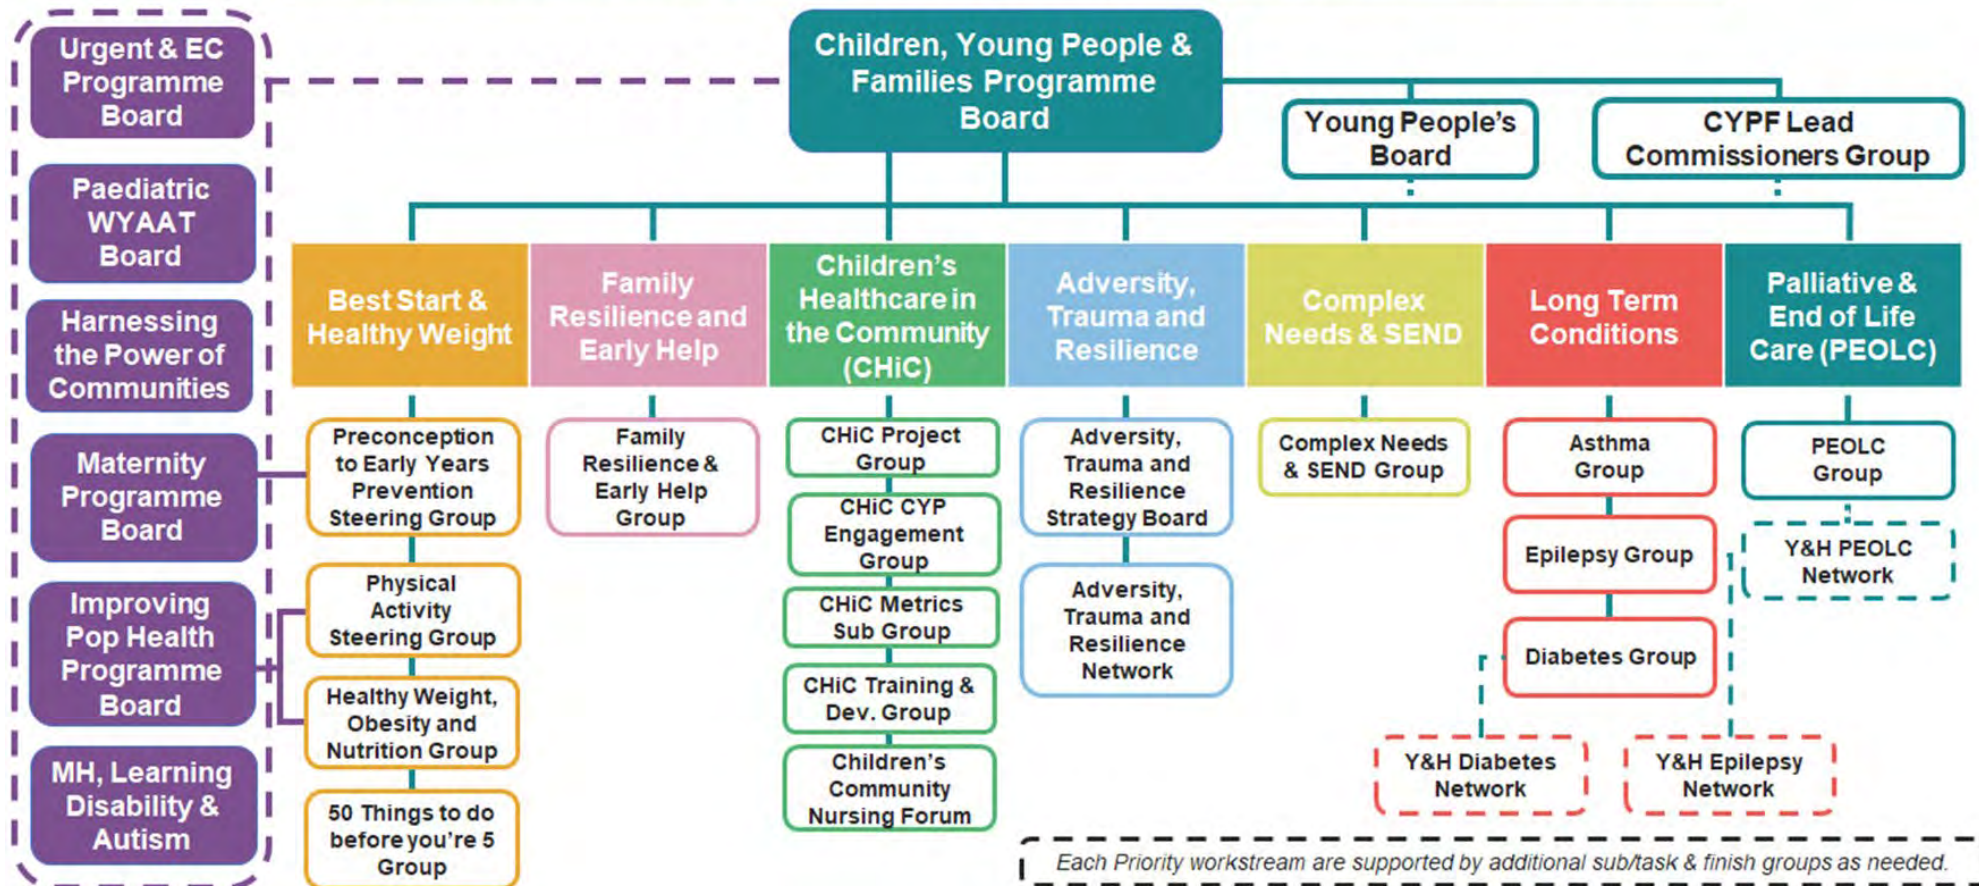 Urgent & EC
Programme
Board
Paediatric
WYAAT
Board
Harnessing
the Power of
Communities
Maternity
Programme
Board
Improving
Pop Health
Programme
Board
MH, Learning
Disability &
Autism
Children, Young People &
Families Programme
Board
Young People's
Board
CYPF Lead
Commissioners Group
Best Start &
Healthy Weight
Preconception
to Early Years
Prevention
Steering Group
Physical
Activity
Steering Group
Healthy Weight,
Obesity and
Nutrition Group
50 Things to do
before you're 5
Group
Family
Resilience and
Early Help
Family
Resilience &
Early Help
Group
Children's
Healthcare in
the Community
(CHiC)
CHiC Project
Group
CHiC CYP
Engagement
Group
CHiC Metrics
Sub Group
CHiC Training &
Dev. Group
Children's
Community
Nursing Forum
Adversity,
Trauma and
Resilience
Adversity,
Trauma and
Resilience
Strategy Board
Adversity,
Trauma and
Resilience
Network
Complex
Needs & SEND
Complex Needs
& SEND Group
Long Term
Conditions
Asthma
Group
Epilepsy Group
Diabetes Group
Y&H Diabetes
Network
Y&H Epilepsy
Network
Palliative &
End of Life
Care (PEOLC)
PEOLC
Group
Y&H PEOLC
Network
Each Priority workstream are supported by additional sub/task & finish groups as needed.